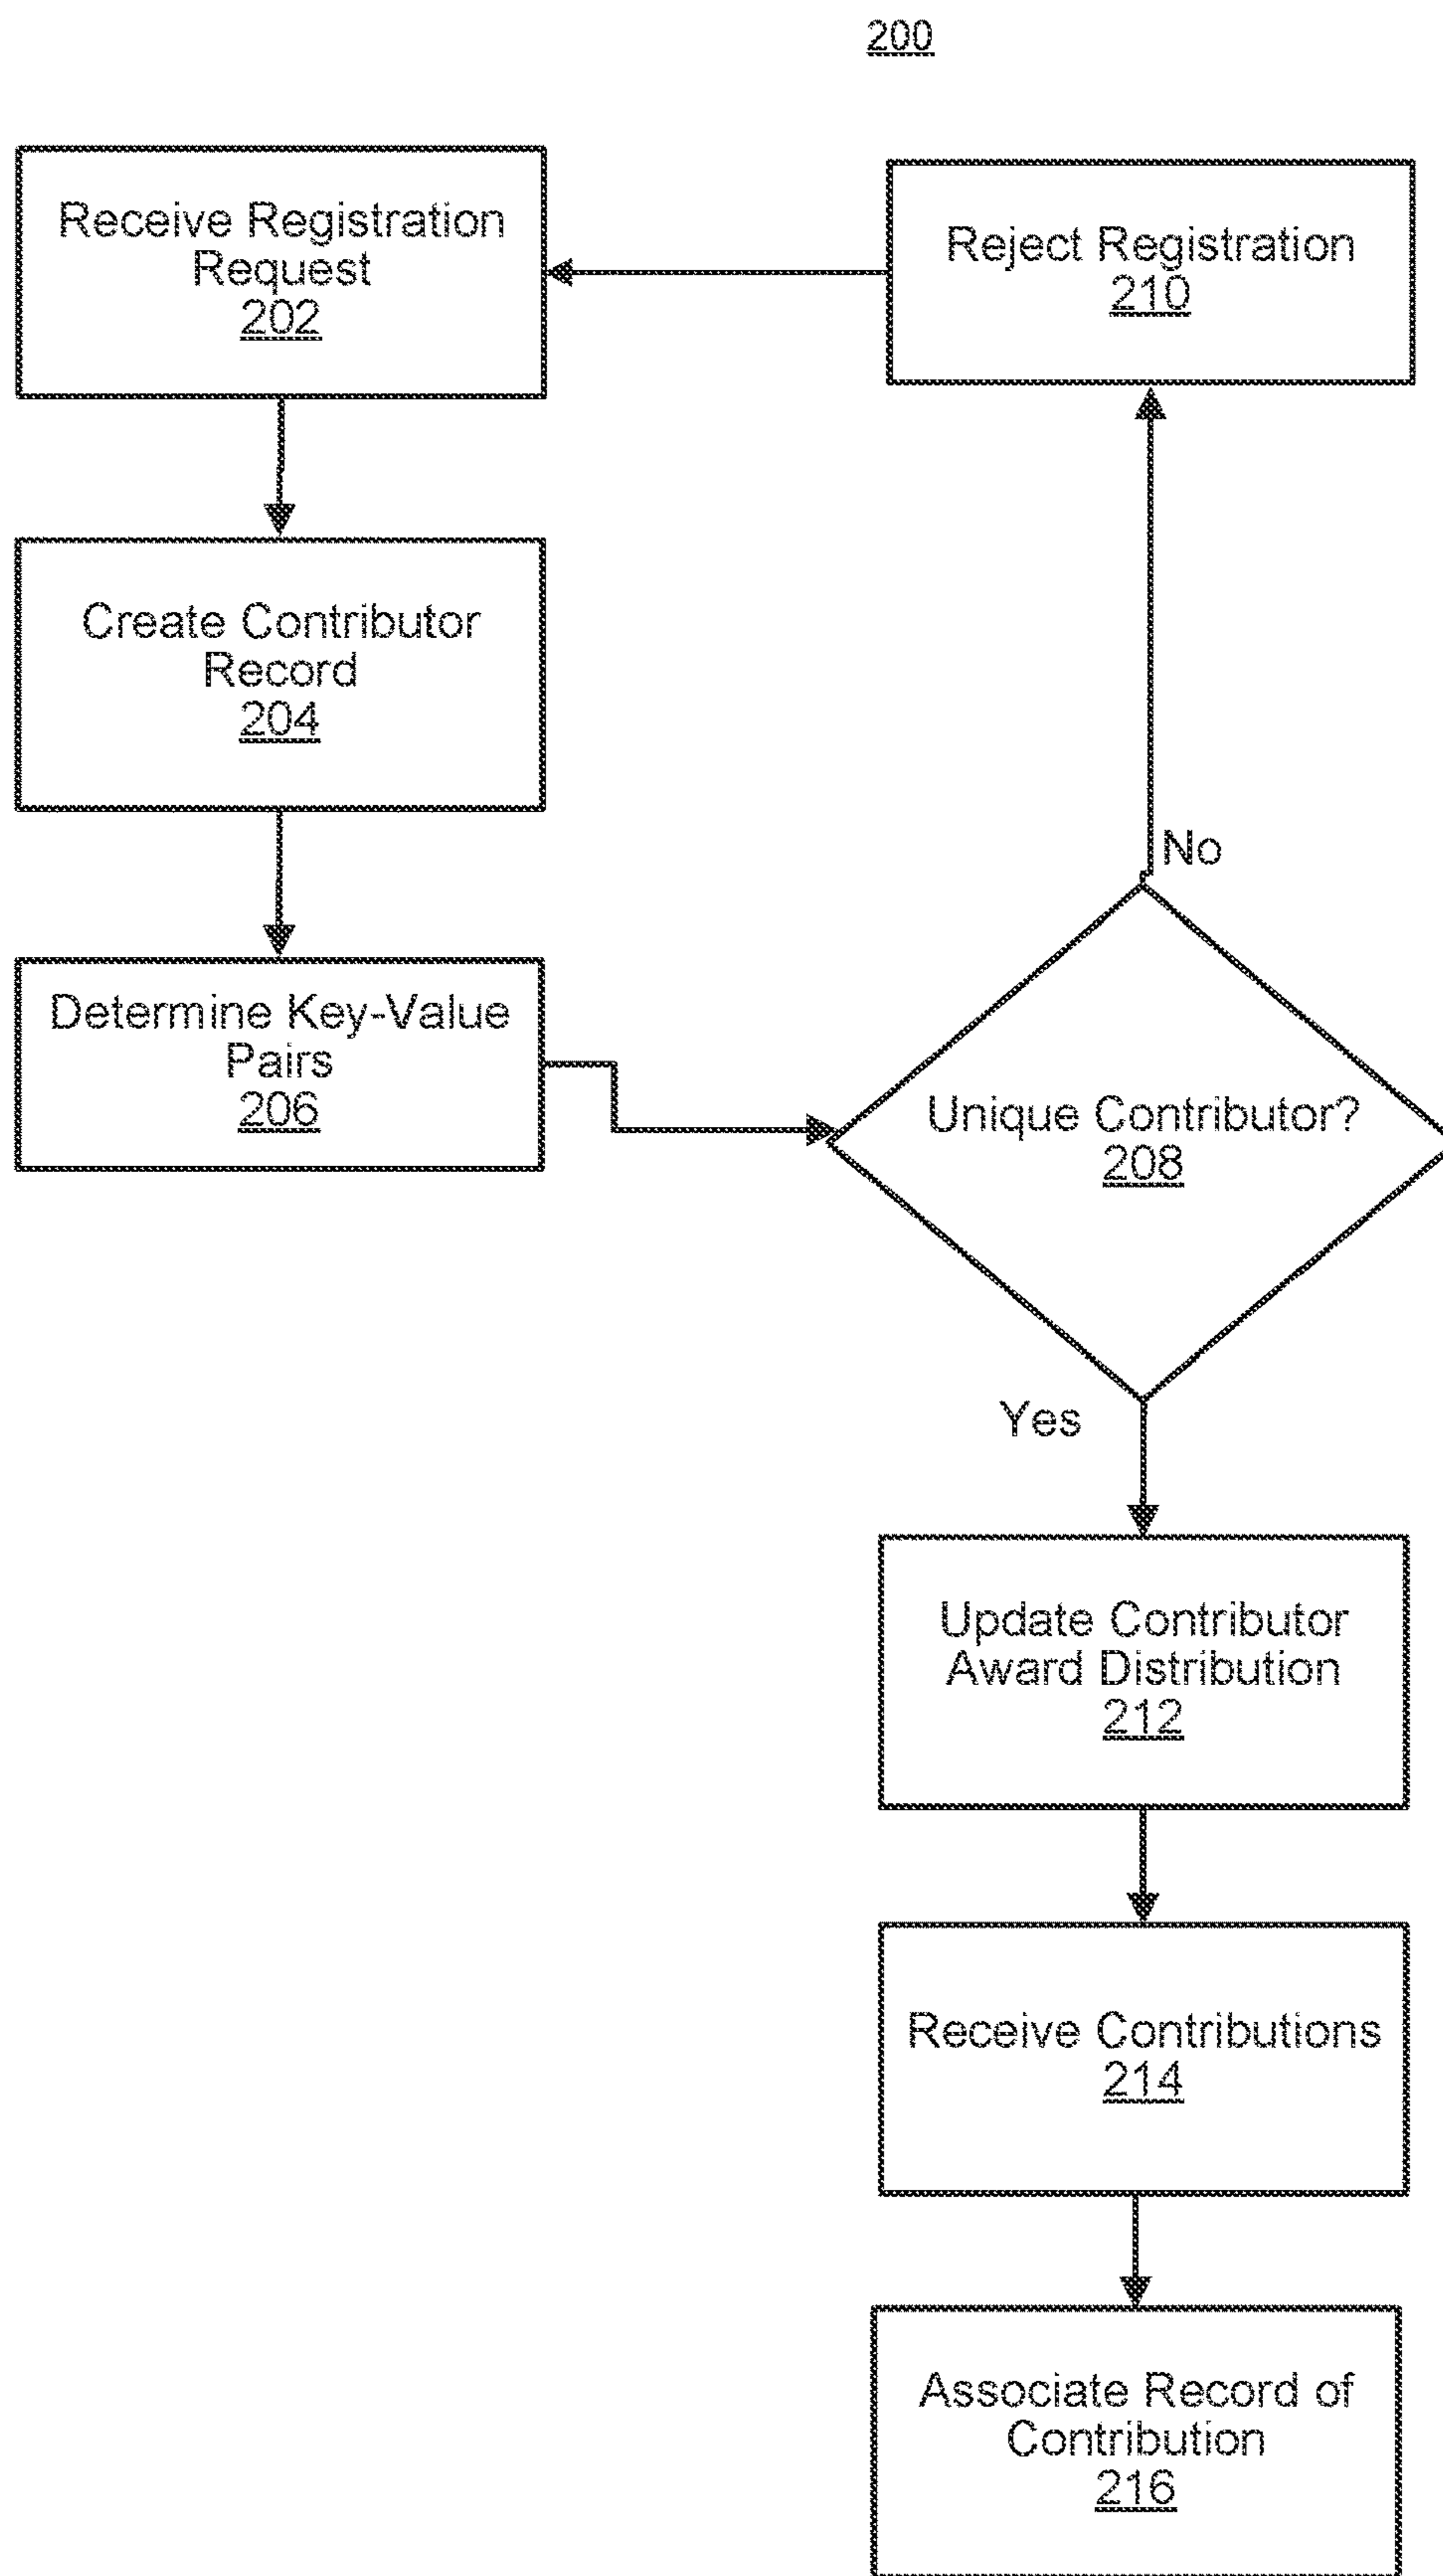 200
Receive Registration
Request
202
Reject Registration
210
Create Contributor
Record
204
Determine Key-Value
Pairs
206
No
Unique Contributor?
208
Yes
Update Contributor
Award Distribution
212
Receive Contributions
214
Associate Record of
Contribution
216